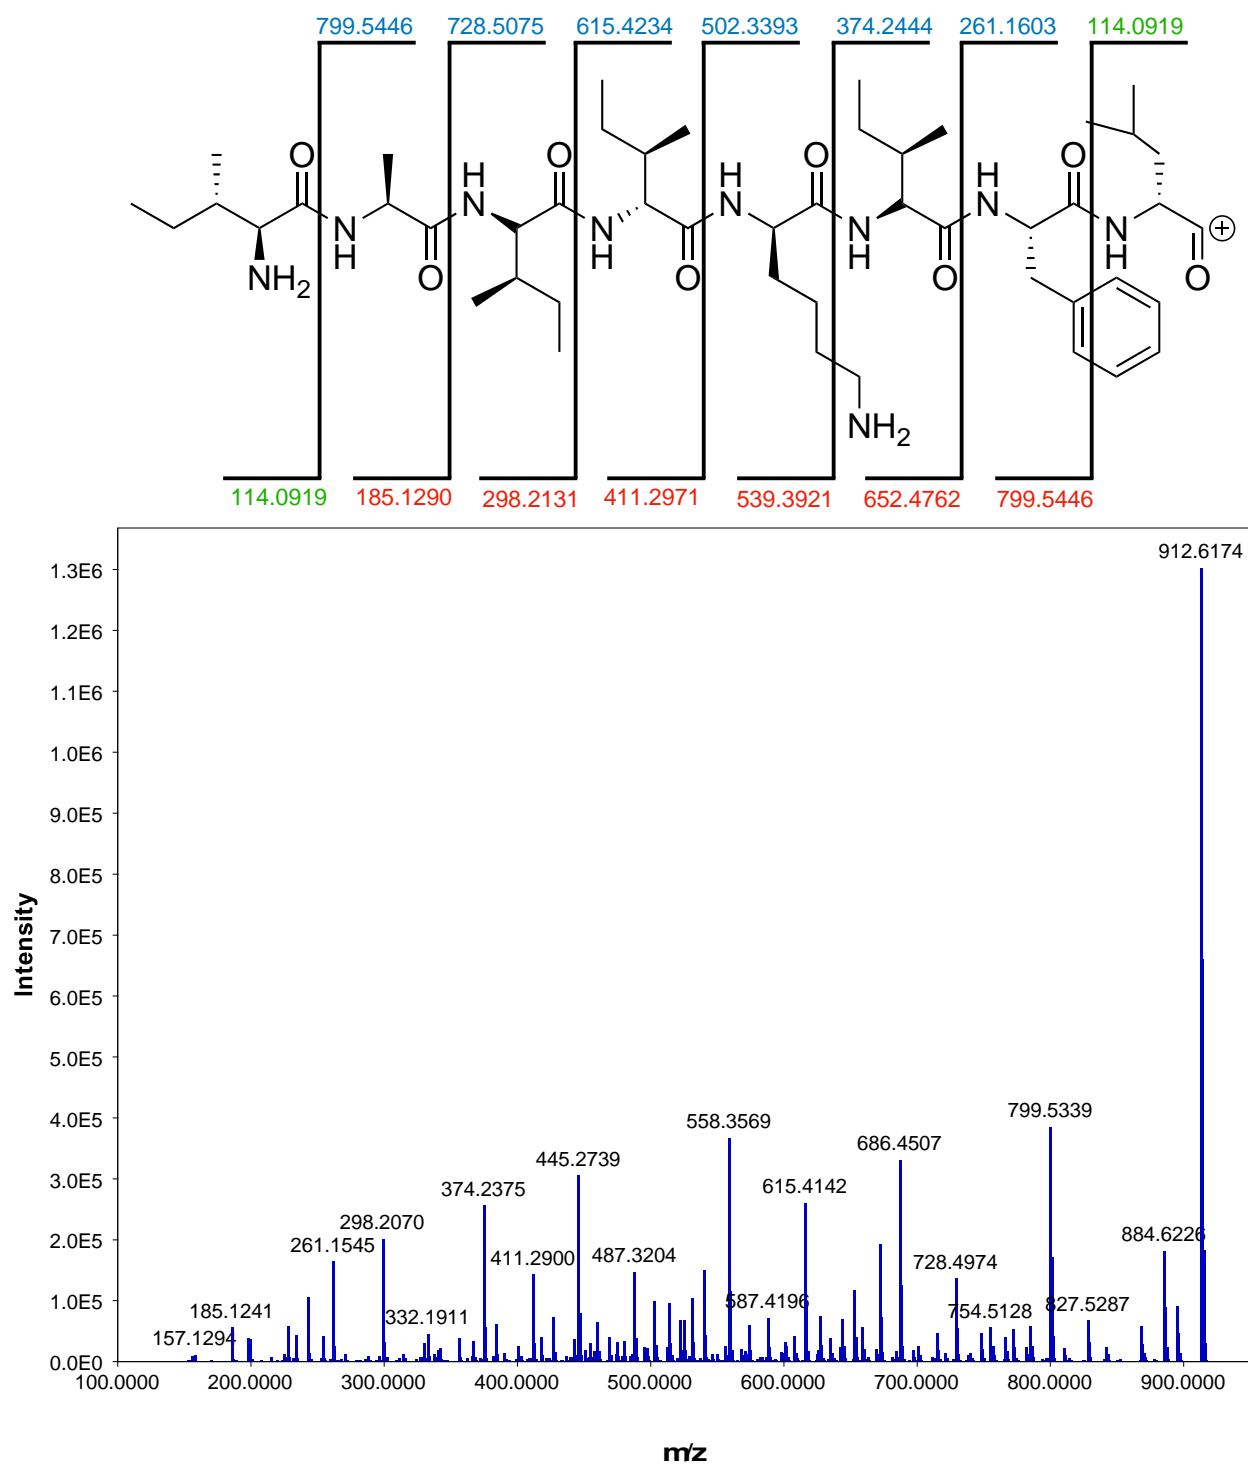 799.5446 728.5075 615.4234 502.3393 374.2444 261.1603 114.0919
O O O O
H H H
N N N
N N N N
H H H H
NH2 O O O O
NH2
114.0919 185.1290 298.2131 411.2971 539.3921 652.4762 799.5446
912.6174
1.3E6
1.2E6
1.1E6
1.0E6
9.0E5
8.0E5
7.0E5
6.0E5
5.0E5
4.0E5
3.0E5
2.0E5
1.0E5
0.0E0
Intensity
799.5339
558.3569
686.4507
445.2739
374.2375
615.4142
298.2070
884.6226
261.1545
411.2900
487.3204
728.4974
185.1241
332.1911
587.4196
754.5128
827.5287
157.1294
100.0000 200.0000 300.0000 400.0000 500.0000 600.0000 700.0000 800.0000 900.0000
m/z